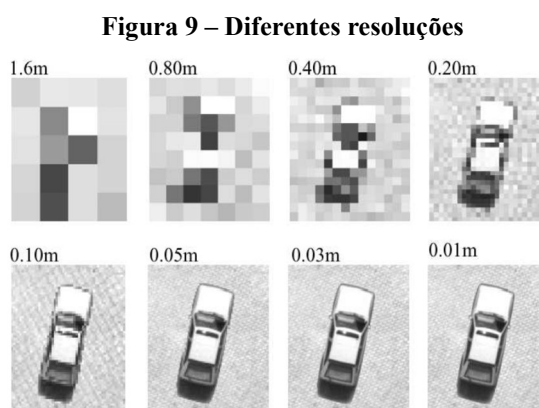 Figura 9 – Diferentes resoluções
1.6m 0.80m 0.40m 0.20m
0.10m 0.05m 0.03m 0.01m